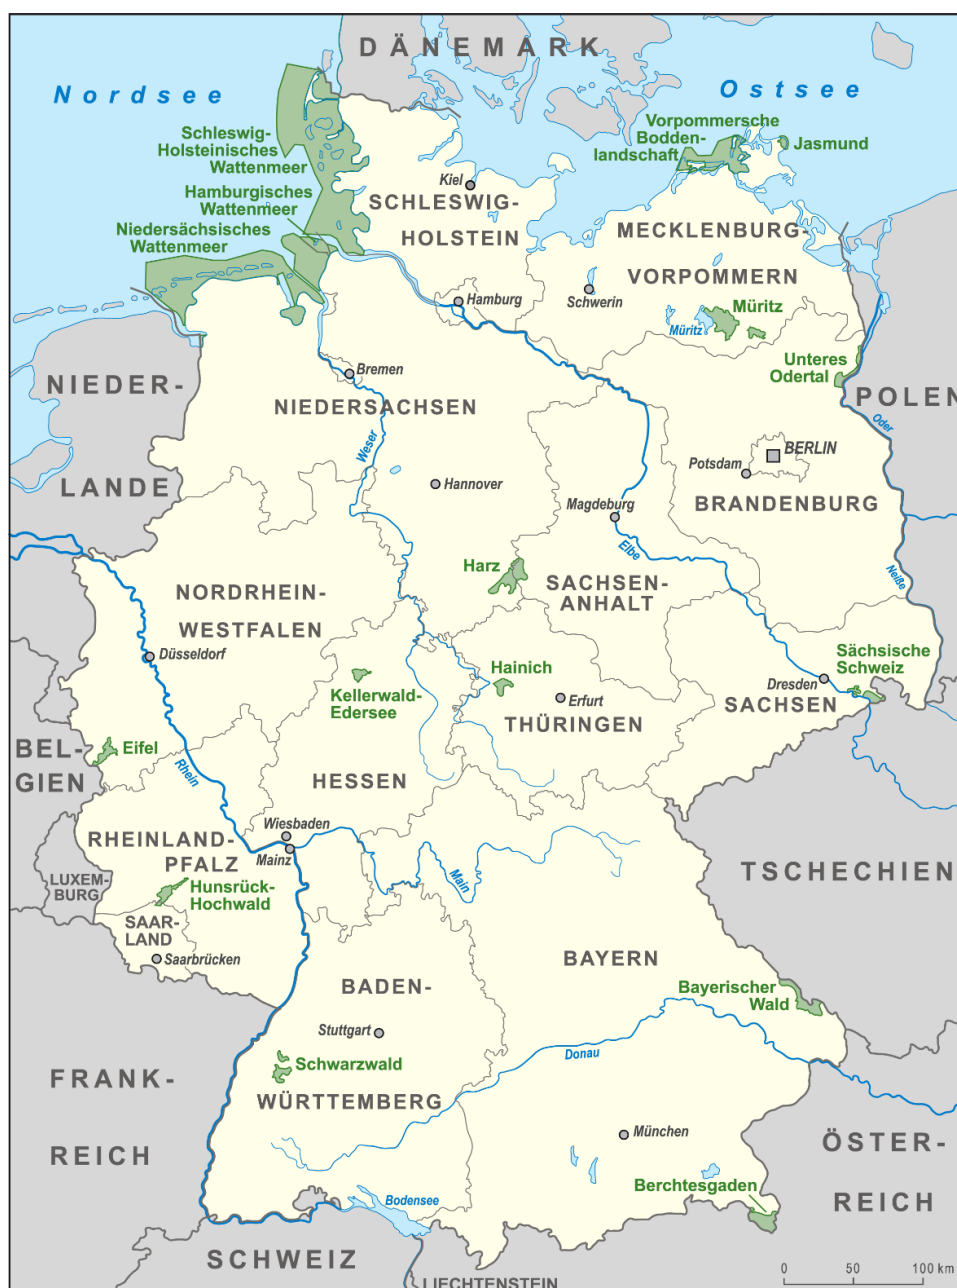 DÄNEMARK
Nordsee
Ostsee
Schleswig-
Holsteinisches
Wattenmeer
Hamburgisches
Wattenmeer
Niedersächsisches
Wattenmeer
Vorpommersche
Bodden-
landschaft
Jasmund
Kiel
SCHLESWIG-
HOLSTEIN
MECKLENBURG-
VORPOMMERN
Schwerin
Hamburg
Müritz
Müritz
Unteres
Odertal
NIEDER-
LANDE
Bremen
NIEDERSACHSEN
Weser
Hannover
POLEN
Oder
BERLIN
Potsdam
BRANDENBURG
Magdeburg
Elbe
Neiße
Harz
SACHSEN-
ANHALT
NORDRHEIN-
WESTFALEN
Düsseldorf
Kellerwald-
Edersee
Hainich
Erfurt
THÜRINGEN
Sächsische
Schweiz
Dresden
SACHSEN
BEL-
GIEN
Eifel
Rhein
HESSEN
Wiesbaden
Mainz
RHEINLAND-
PFALZ
Main
LUXEM-
BURG
Hunsrück-
Hochwald
SAAR-
LAND
Saarbrücken
TSCHECHIEN
BAYERN
Bayerischer
Wald
BADEN-
WÜRTTEMBERG
Stuttgart
Schwarzwald
Donau
FRANK-
REICH
München
Berchtesgaden
ÖSTER-
REICH
Bodensee
SCHWEIZ
LIECHTENSTEIN
0 50 100 km